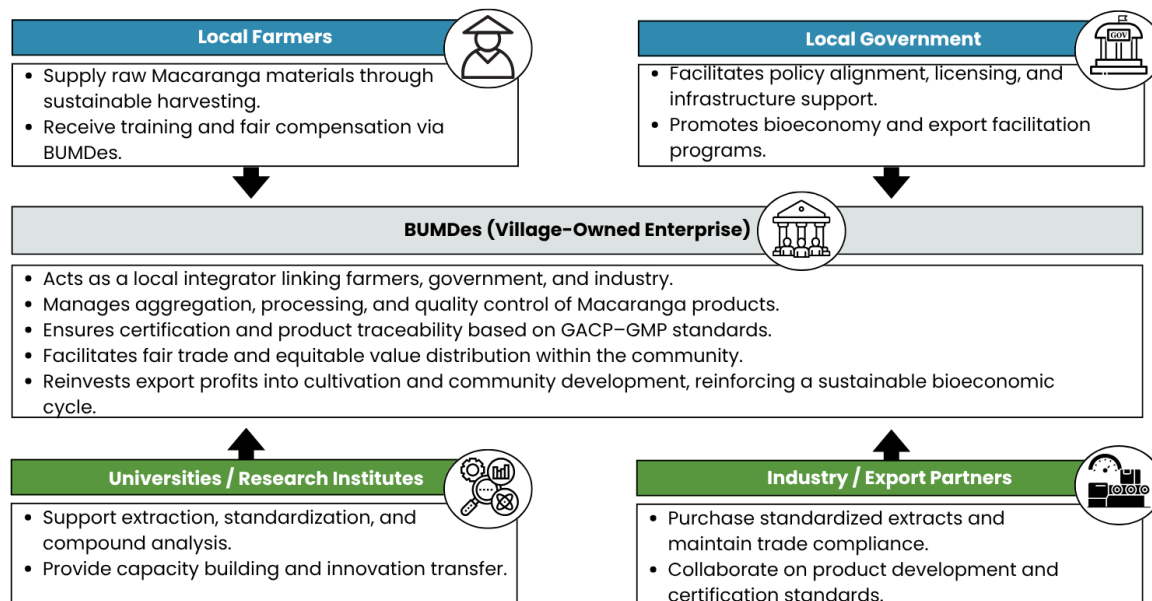 Local Farmers
• Supply raw Macaranga materials through
sustainable harvesting.
• Receive training and fair compensation via
BUMDes.
Local Government
GOV
• Facilitates policy alignment, licensing, and
infrastructure support.
• Promotes bioeconomy and export facilitation
programs.
BUMDes (Village-Owned Enterprise)
• Acts as a local integrator linking farmers, government, and industry.
• Manages aggregation, processing, and quality control of Macaranga products.
• Ensures certification and product traceability based on GACP–GMP standards.
• Facilitates fair trade and equitable value distribution within the community.
• Reinvests export profits into cultivation and community development, reinforcing a sustainable bioeconomic
cycle.
Universities / Research Institutes
• Support extraction, standardization, and
compound analysis.
• Provide capacity building and innovation transfer.
Industry / Export Partners
• Purchase standardized extracts and
maintain trade compliance.
• Collaborate on product development and
certification standards.